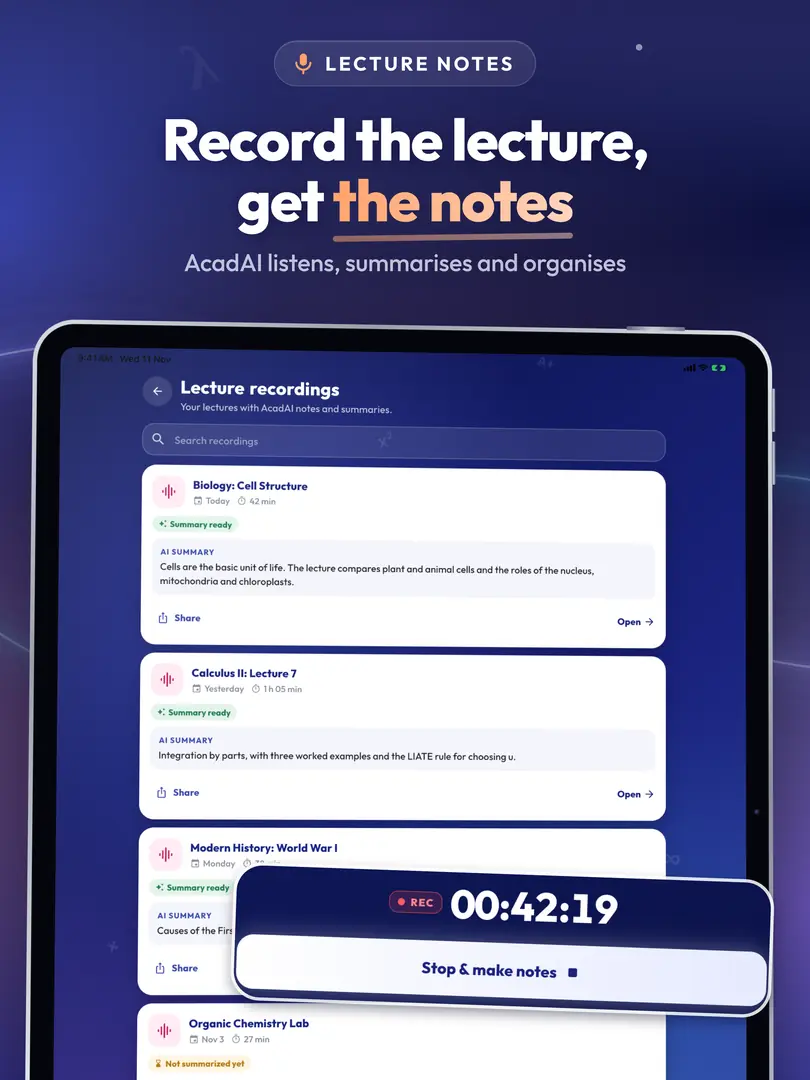 LECTURE NOTES
Record the lecture,
get the notes
AcadAI listens, summarises and organises
9:41 AM Wed 11 Nov
Lecture recordings
Your lectures with AcadAI notes and summaries.
Search recordings
Biology: Cell Structure
Today 42 min
Summary ready
AI SUMMARY
Cells are the basic unit of life. The lecture compares plant and animal cells and the roles of the nucleus,
mitochondria and chloroplasts.
Share Open →
Calculus II: Lecture 7
Yesterday 1 h 05 min
Summary ready
AI SUMMARY
Integration by parts, with three worked examples and the LIATE rule for choosing u.
Share Open →
Modern History: World War I
Monday
Summary ready
AI SUMMARY
Causes of the Firs
Share
REC 00:42:19
Stop & make notes
Organic Chemistry Lab
Nov 3 27 min
Not summarized yet